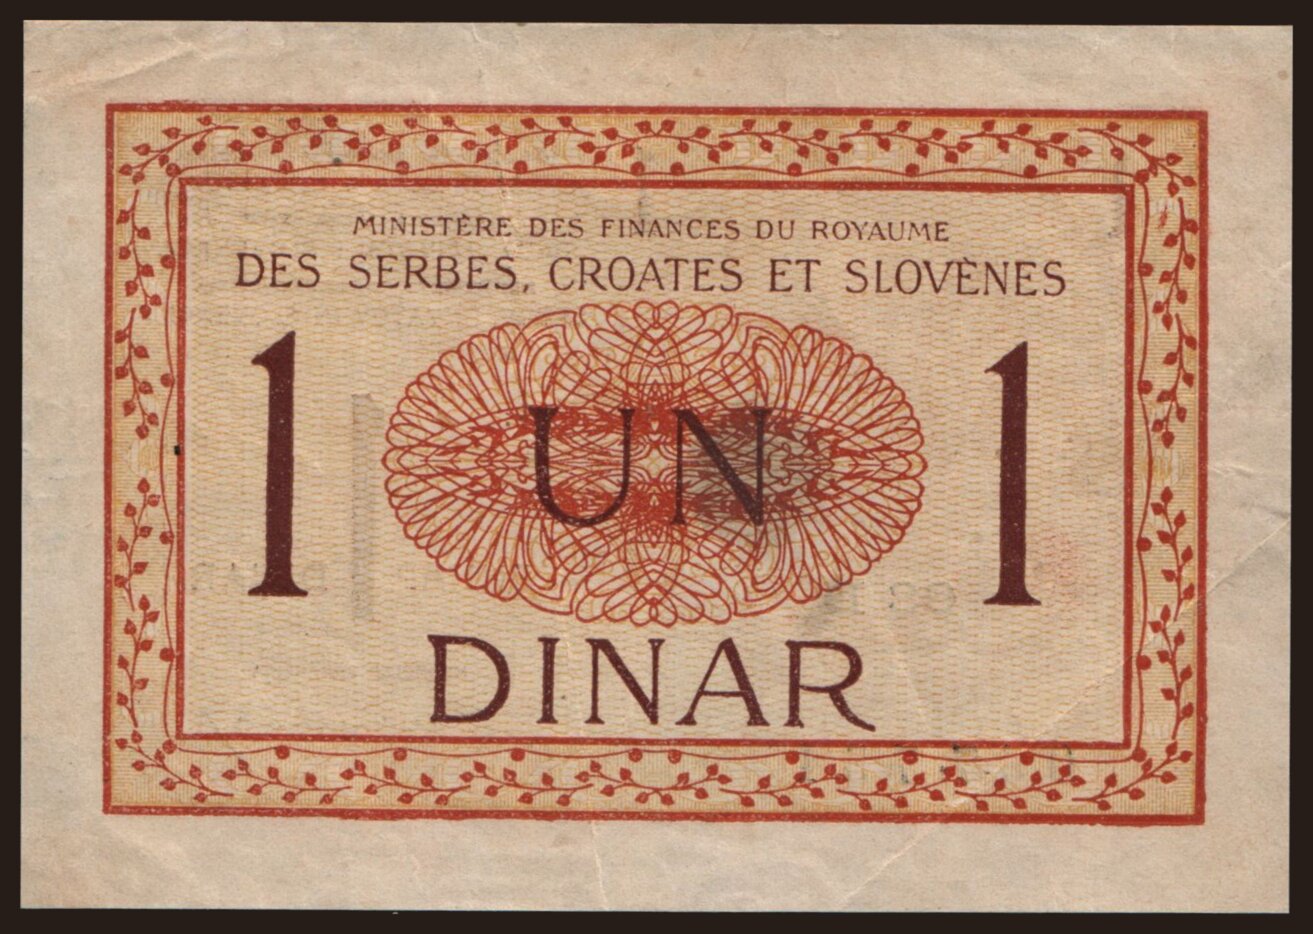 MINISTÈRE DES FINANCES DU ROYAUME
DES SERBES, CROATES ET SLOVÈNES
1 UN 1
DINAR